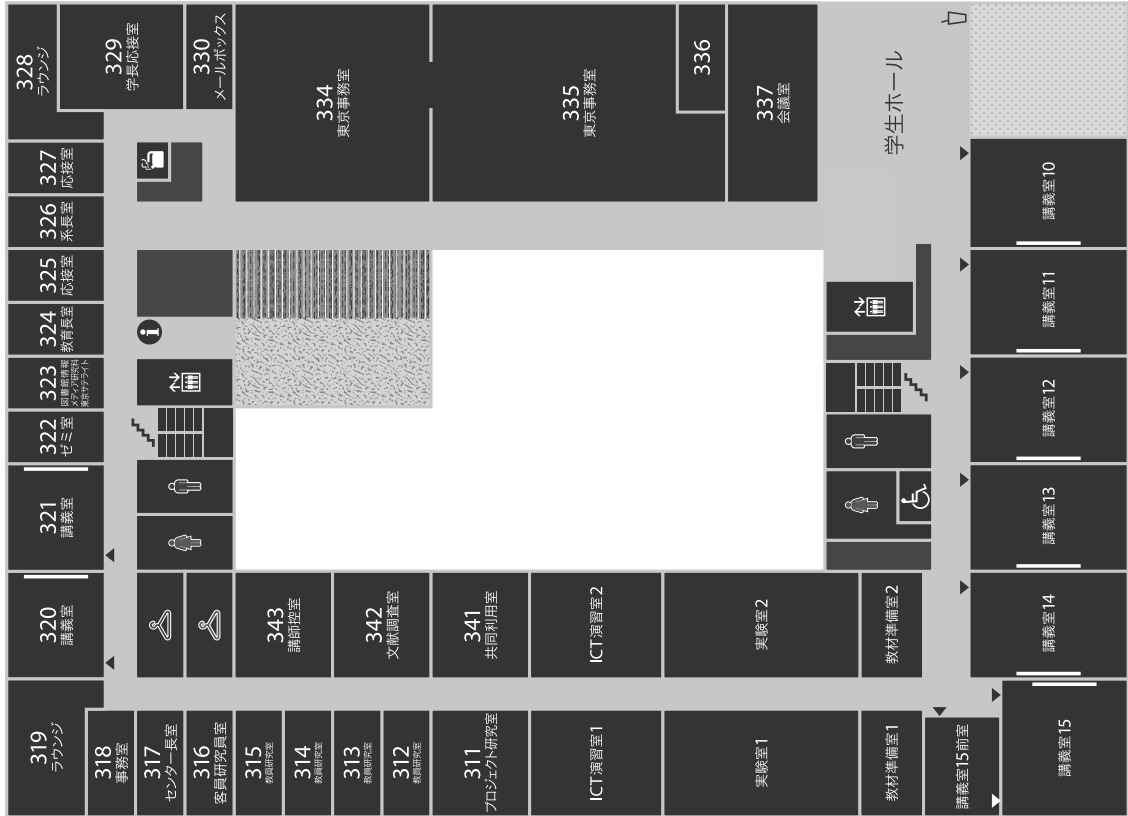 328
ラウンジ
329
学長応接室
330
メールボックス
334
東京事務室
335
東京事務室
336
337
会議室
学生ホール
327
応接室
326
系長室
325
応接室
324
教育長室
323
図書館情報
メディア研究科
東京サテライト
322
ゼミ室
321
講義室
320
講義室
319
ラウンジ
318
事務室
317
センター長室
316
客員研究員室
315
教員研究室
314
教員研究室
313
教員研究室
312
教員研究室
311
プロジェクト研究室
343
講師控室
342
文献調査室
341
共同利用室
ICT演習室2
実験室2
教材準備室2
ICT演習室1
実験室1
教材準備室1
講義室15前室
講義室10
講義室11
講義室12
講義室13
講義室14
講義室15